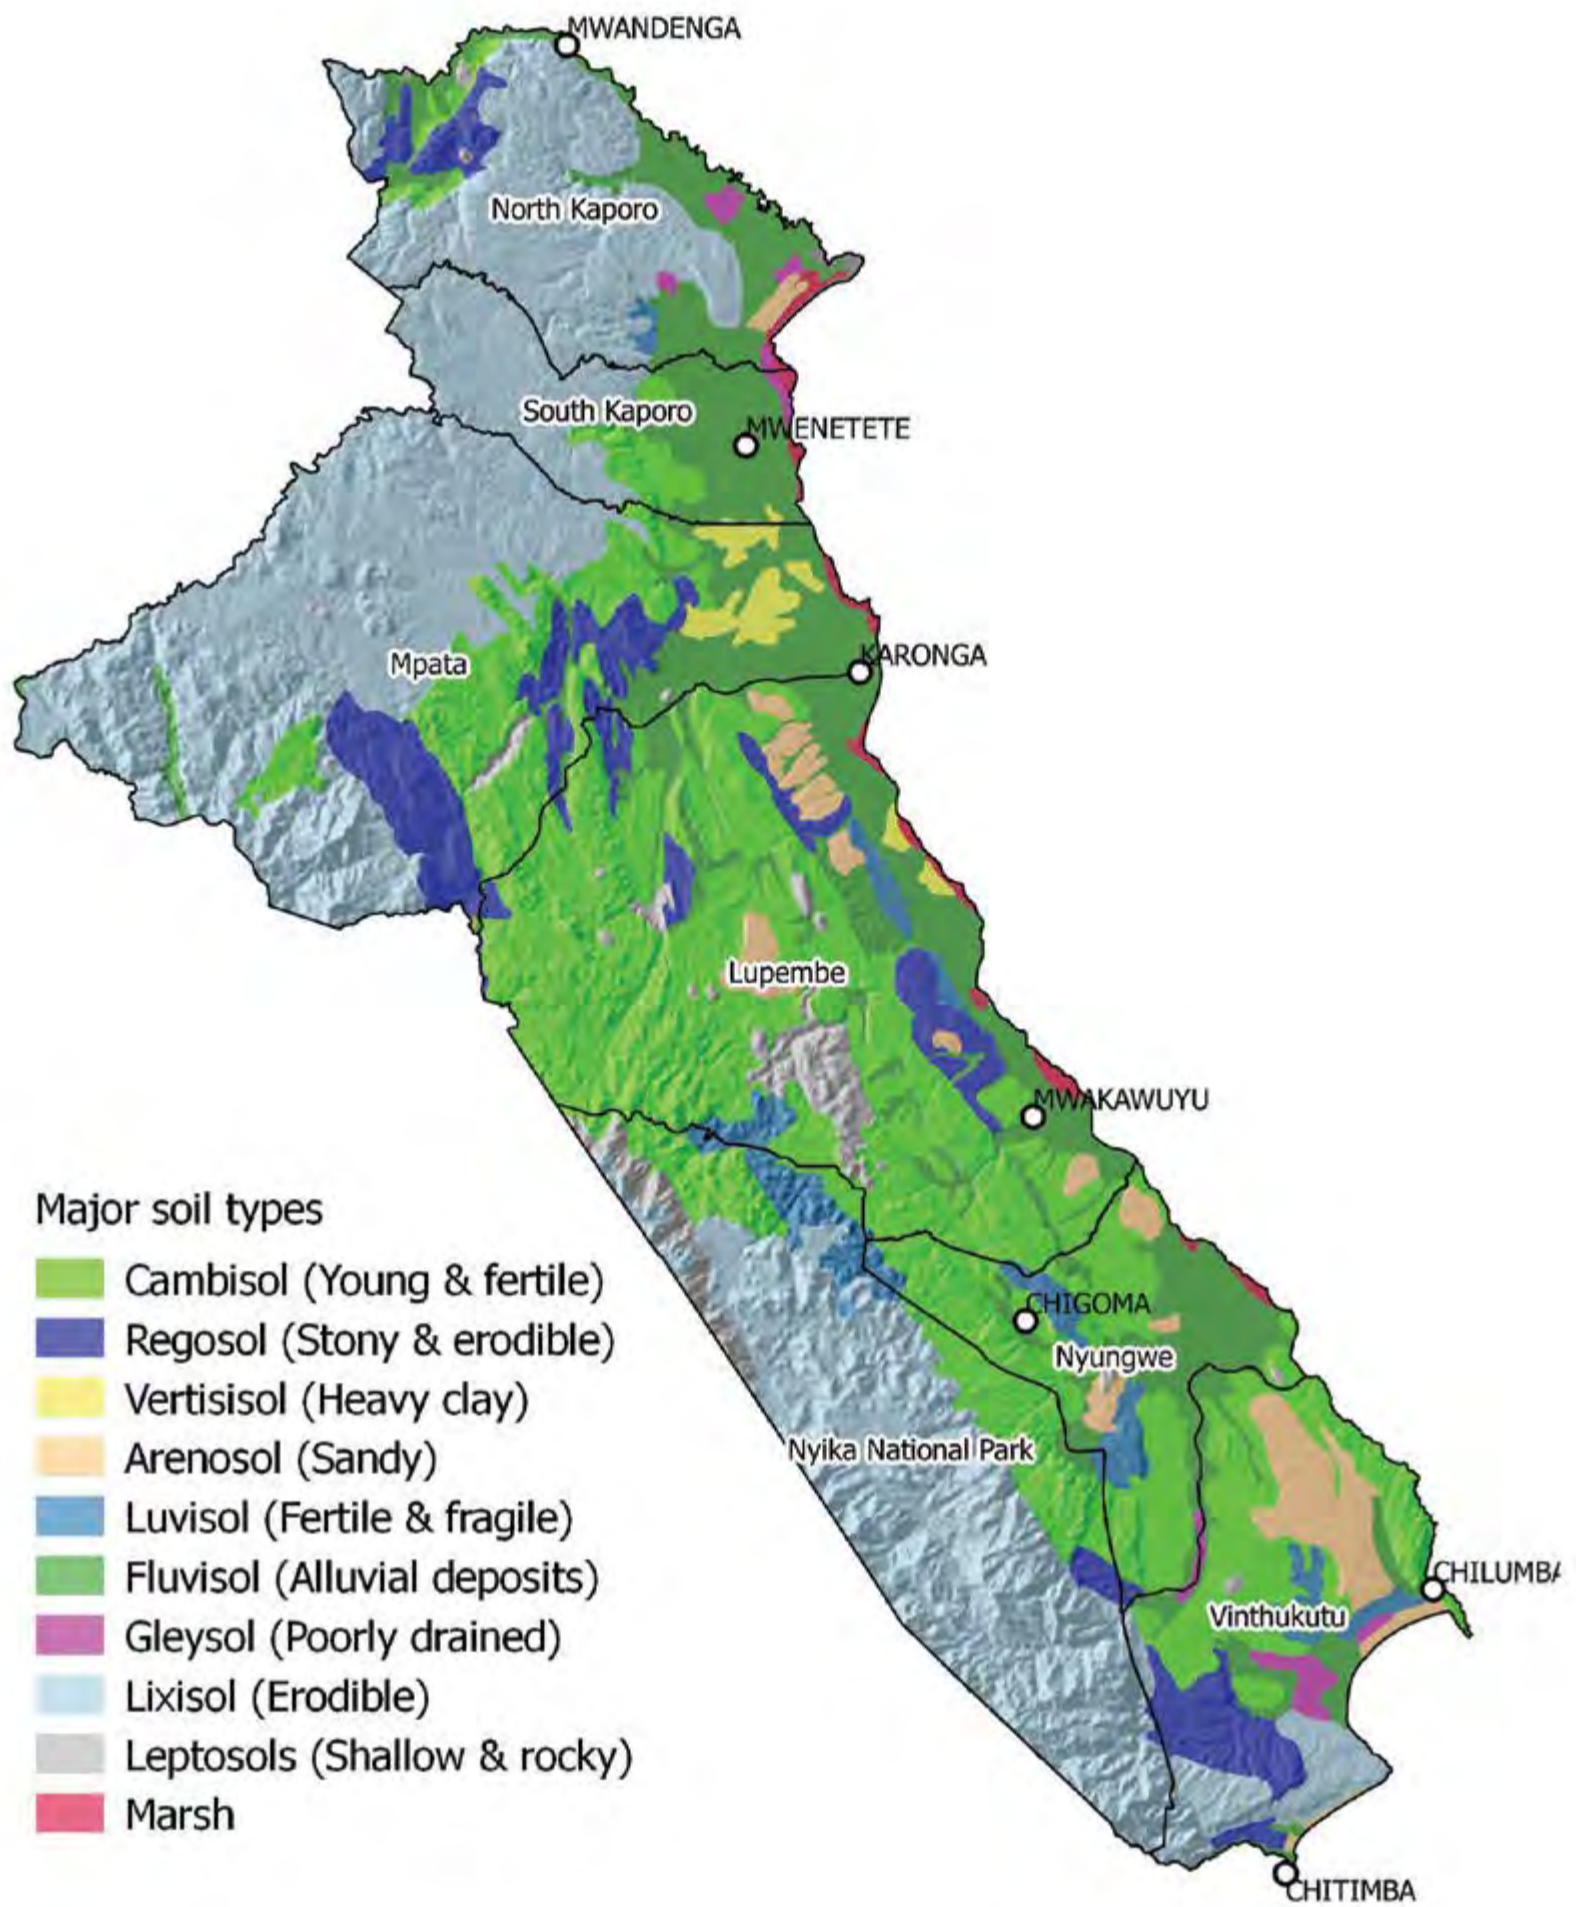 MWANDENGA
North Kaporo
South Kaporo
MWENETETE
KARONGA
Mpata
Lupembe
MWAKAWUYU
Major soil types
Cambisol (Young & fertile)
Regosol (Stony & erodible)
Vertisisol (Heavy clay)
Arenosol (Sandy)
Luvisol (Fertile & fragile)
Fluvisol (Alluvial deposits)
Gleysol (Poorly drained)
Lixisol (Erodible)
Leptosols (Shallow & rocky)
Marsh
CHIGOMA
Nyungwe
Nyika National Park
CHILUMBA
Vinthukutu
CHITIMBA